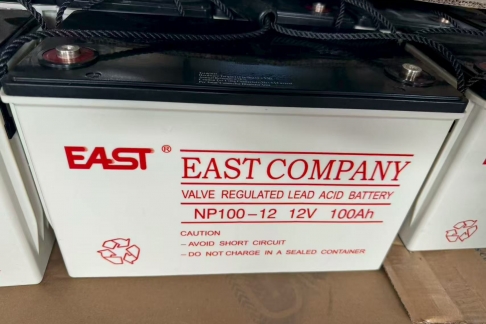 EAST®
EAST COMPANY
VALVE REGULATED LEAD ACID BATTERY
NP100-12 12V 100Ah
CAUTION
- AVOID SHORT CIRCUIT
- DO NOT CHARGE IN A SEALED CONTAINER